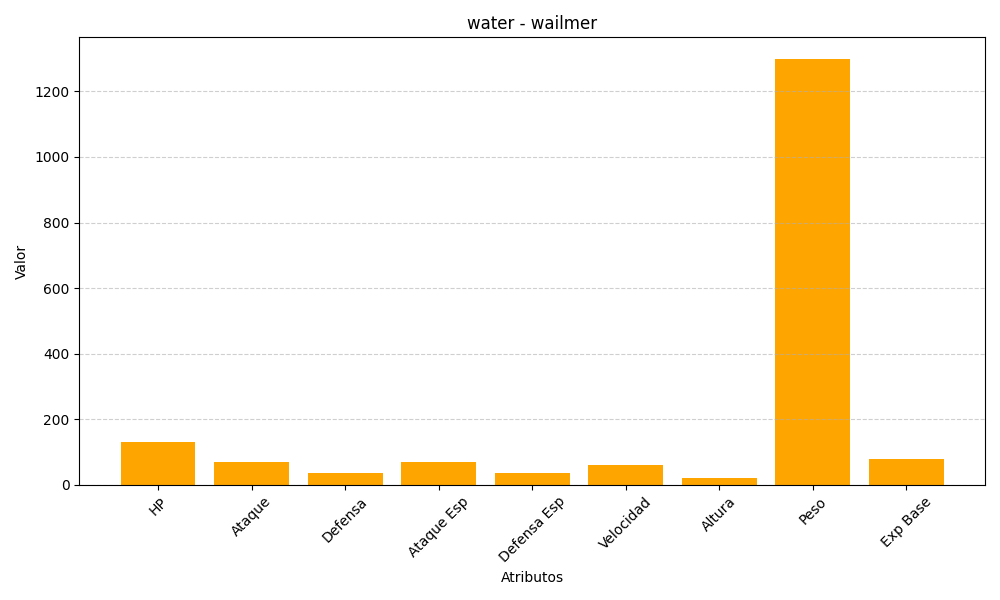 water - wailmer
Valor
1200
1000
800
600
400
200
0
HP
Ataque
Defensa
Ataque Esp
Defensa Esp
Velocidad
Altura
Peso
Exp Base
Atributos